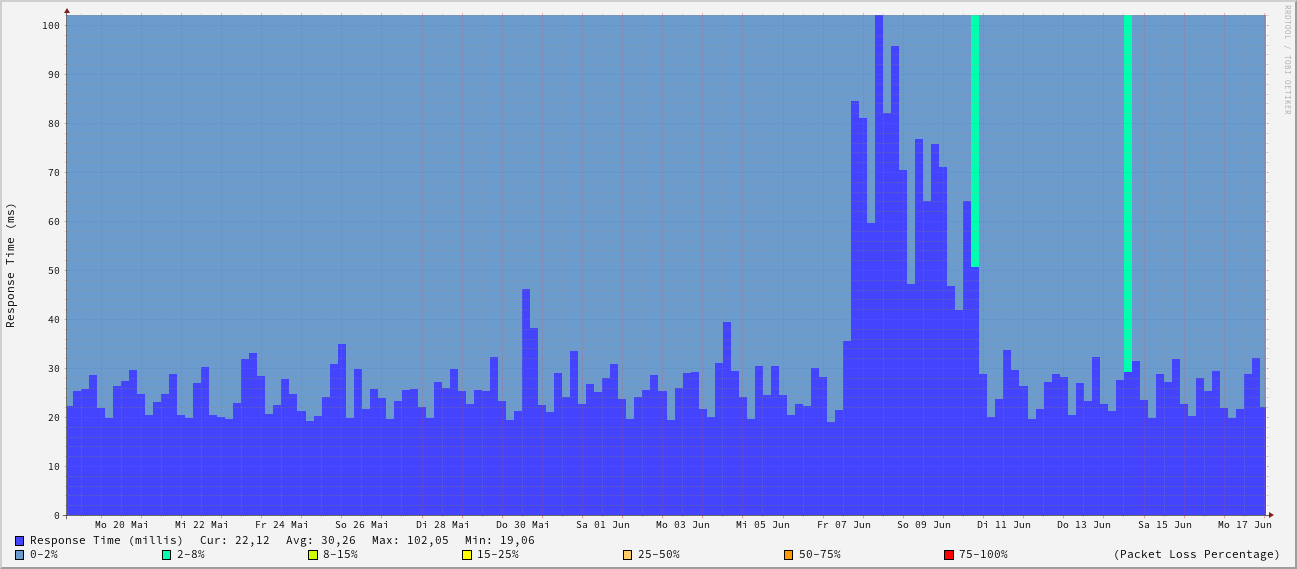 RRDTOOL / TOBI OETIKER
Response Time (ms)
100
90
80
70
60
50
40
30
20
10
0
Mo 20 Mai Mi 22 Mai Fr 24 Mai So 26 Mai Di 28 Mai Do 30 Mai Sa 01 Jun Mo 03 Jun Mi 05 Jun Fr 07 Jun So 09 Jun Di 11 Jun Do 13 Jun Sa 15 Jun Mo 17 Jun
Response Time (millis) Cur: 22,12 Avg: 30,26 Max: 102,05 Min: 19,06
0-2% 2-8% 8-15% 15-25% 25-50% 50-75% 75-100% (Packet Loss Percentage)